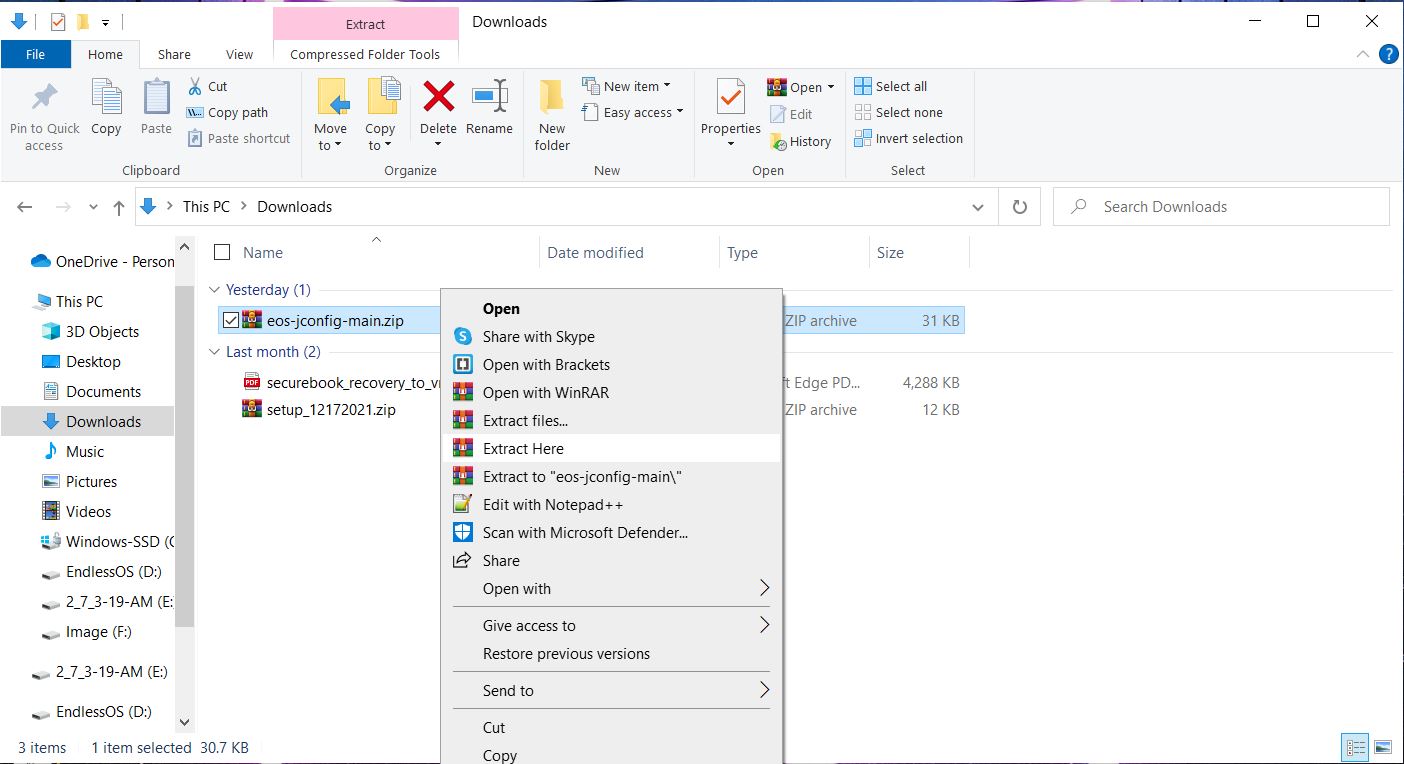 Extract
Downloads
File
Home
Share
View
Compressed Folder Tools
Pin to Quick
access
Copy
Paste
Cut
Copy path
Paste shortcut
Clipboard
Move
to
Copy
to
Delete
Rename
Organize
New
folder
New item
Easy access
New
Properties
Open
Edit
History
Open
Select all
Select none
Invert selection
Select
This PC
Downloads
Search Downloads
OneDrive - Person
This PC
3D Objects
Desktop
Documents
Downloads
Music
Pictures
Videos
Windows-SSD (C
EndlessOS (D:)
2_7_3-19-AM (E:
Image (F:)
2_7_3-19-AM (E:)
EndlessOS (D:)
Name
Date modified
Type
Size
Yesterday (1)
eos-jconfig-main.zip
ZIP archive
31 KB
Last month (2)
securebook_recovery_to_v
t Edge PD...
4,288 KB
setup_12172021.zip
ZIP archive
12 KB
Open
Share with Skype
Open with Brackets
Open with WinRAR
Extract files...
Extract Here
Extract to "eos-jconfig-main\"
Edit with Notepad++
Scan with Microsoft Defender...
Share
Open with
Give access to
Restore previous versions
Send to
Cut
Copy
3 items
1 item selected 30.7 KB